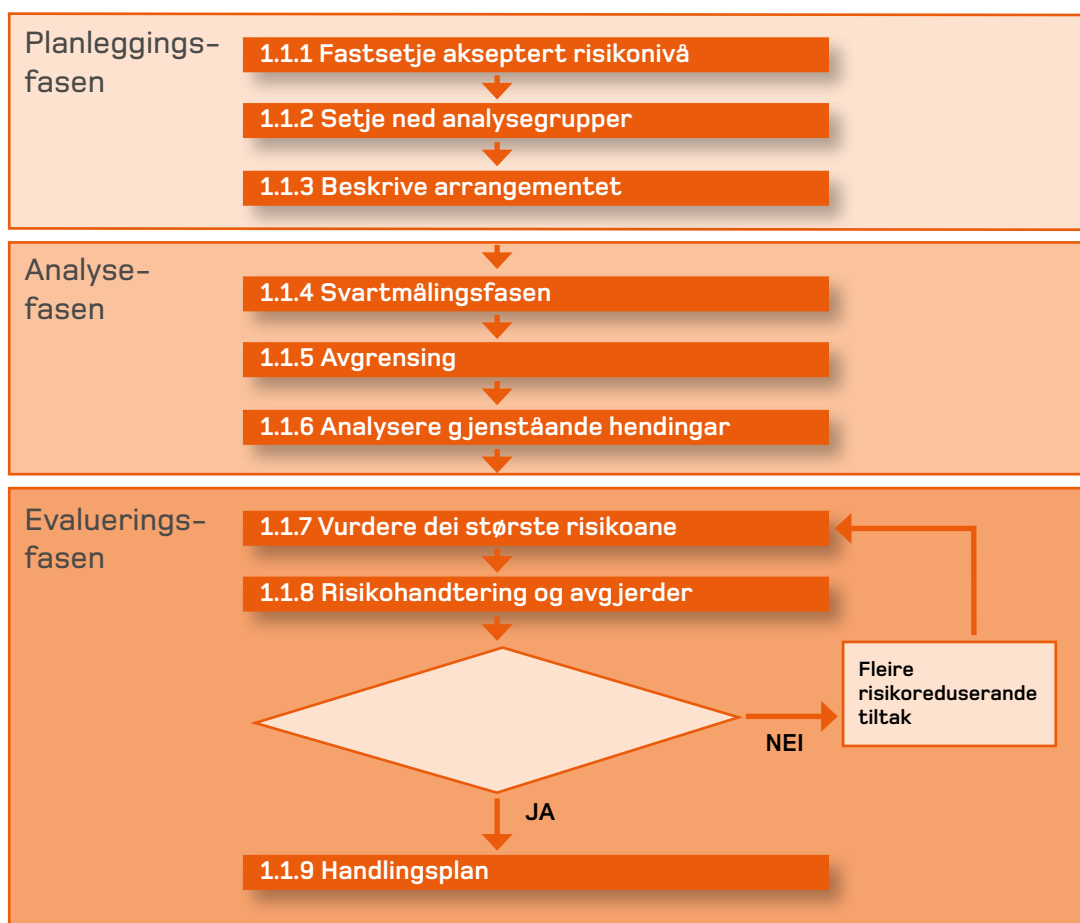 Planleggings-
fasen
1.1.1 Fastsetje akseptert risikonivå
1.1.2 Setje ned analysegrupper
1.1.3 Beskrive arrangementet
Analyse-
fasen
1.1.4 Svartmålingsfasen
1.1.5 Avgrensing
1.1.6 Analysere gjenståande hendingar
Evaluerings-
fasen
1.1.7 Vurdere dei største risikoane
1.1.8 Risikohandtering og avgjerder
Fleire
risikoreduserande
tiltak
NEI
JA
1.1.9 Handlingsplan